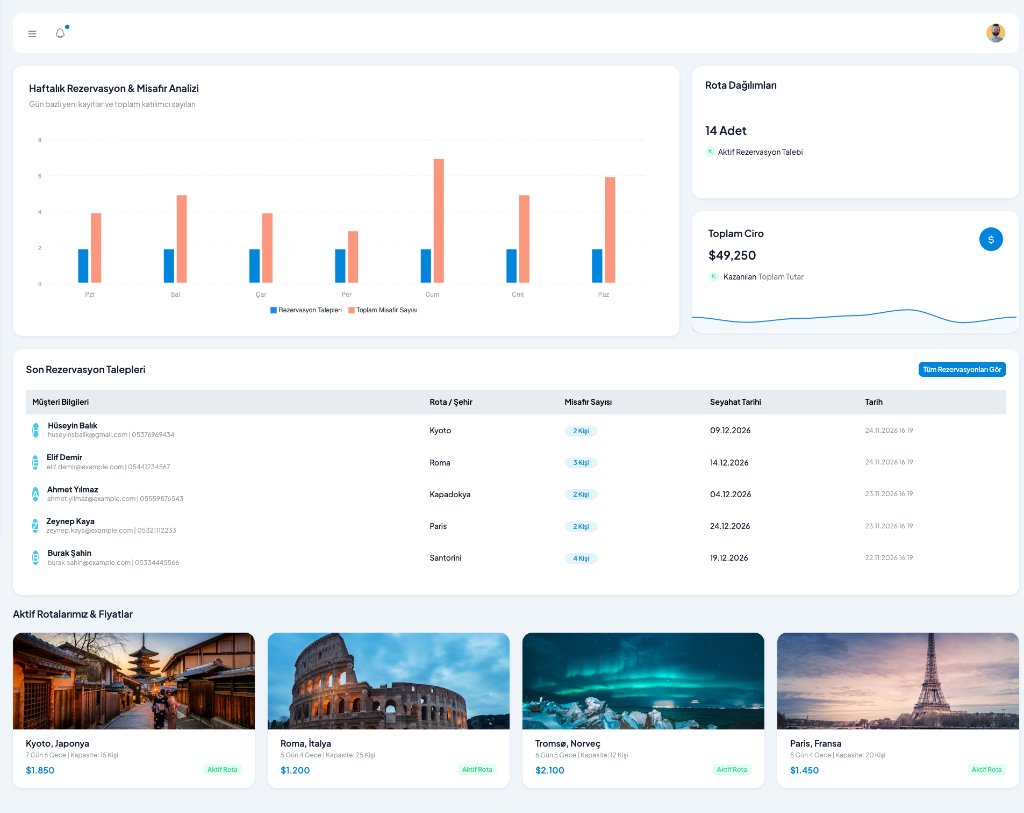 Haftalık Rezervasyon & Misafir Analizi
Gün bazlı yeni kayıtlar ve toplam katılımcı sayıları
8
6
4
2
0
Pzt Sal Çar Per Cum Cmt Paz
Rezervasyon Talepleri Toplam Misafir Sayısı
Rota Dağılımları
14 Adet
Aktif Rezervasyon Talebi
Toplam Ciro
$
$49,250
Kazanılan Toplam Tutar
Son Rezervasyon Talepleri
Tüm Rezervasyonları Gör
Müşteri Bilgileri Rota / Şehir Misafir Sayısı Seyahat Tarihi Tarih
H Hüseyin Balık
huseyinsbalik@gmail.com | 05376969434
Kyoto 2 Kişi 09.12.2026 24.11.2026 16:19
E Elif Demir
elif.demir@example.com | 05441234567
Roma 3 Kişi 14.12.2026 24.11.2026 16:19
A Ahmet Yılmaz
ahmet.yilmaz@example.com | 05559876543
Kapadokya 2 Kişi 04.12.2026 23.11.2026 16:19
Z Zeynep Kaya
zeynep.kaya@example.com | 05321112233
Paris 2 Kişi 24.12.2026 23.11.2026 16:19
B Burak Şahin
burak.sahin@example.com | 05334445566
Santorini 4 Kişi 19.12.2026 22.11.2026 16:19
Aktif Rotalarımız & Fiyatlar
Kyoto, Japonya
7 Gün 6 Gece | Kapasite: 15 Kişi
$1.850 Aktif Rota
Roma, İtalya
5 Gün 4 Gece | Kapasite: 25 Kişi
$1.200 Aktif Rota
Tromsø, Norveç
6 Gün 5 Gece | Kapasite: 12 Kişi
$2.100 Aktif Rota
Paris, Fransa
5 Gün 4 Gece | Kapasite: 20 Kişi
$1.450 Aktif Rota